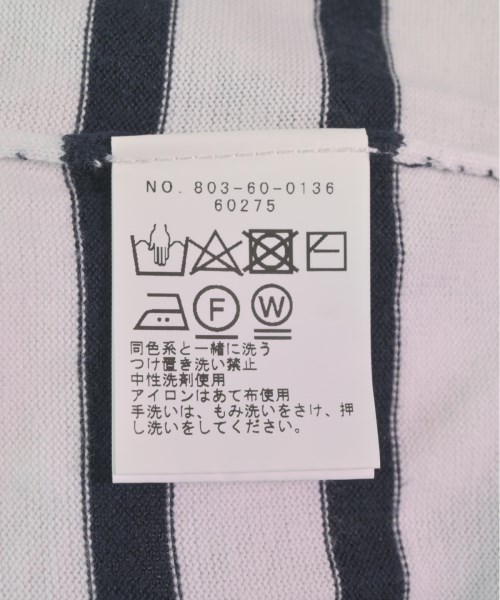 NO. 803-60-0136
60275
F W
同色系と一緒に洗う
つけ置き洗い禁止
中性洗剤使用
アイロンはあて布使用
手洗いは、もみ洗いをさけ、押
し洗いをしてください。